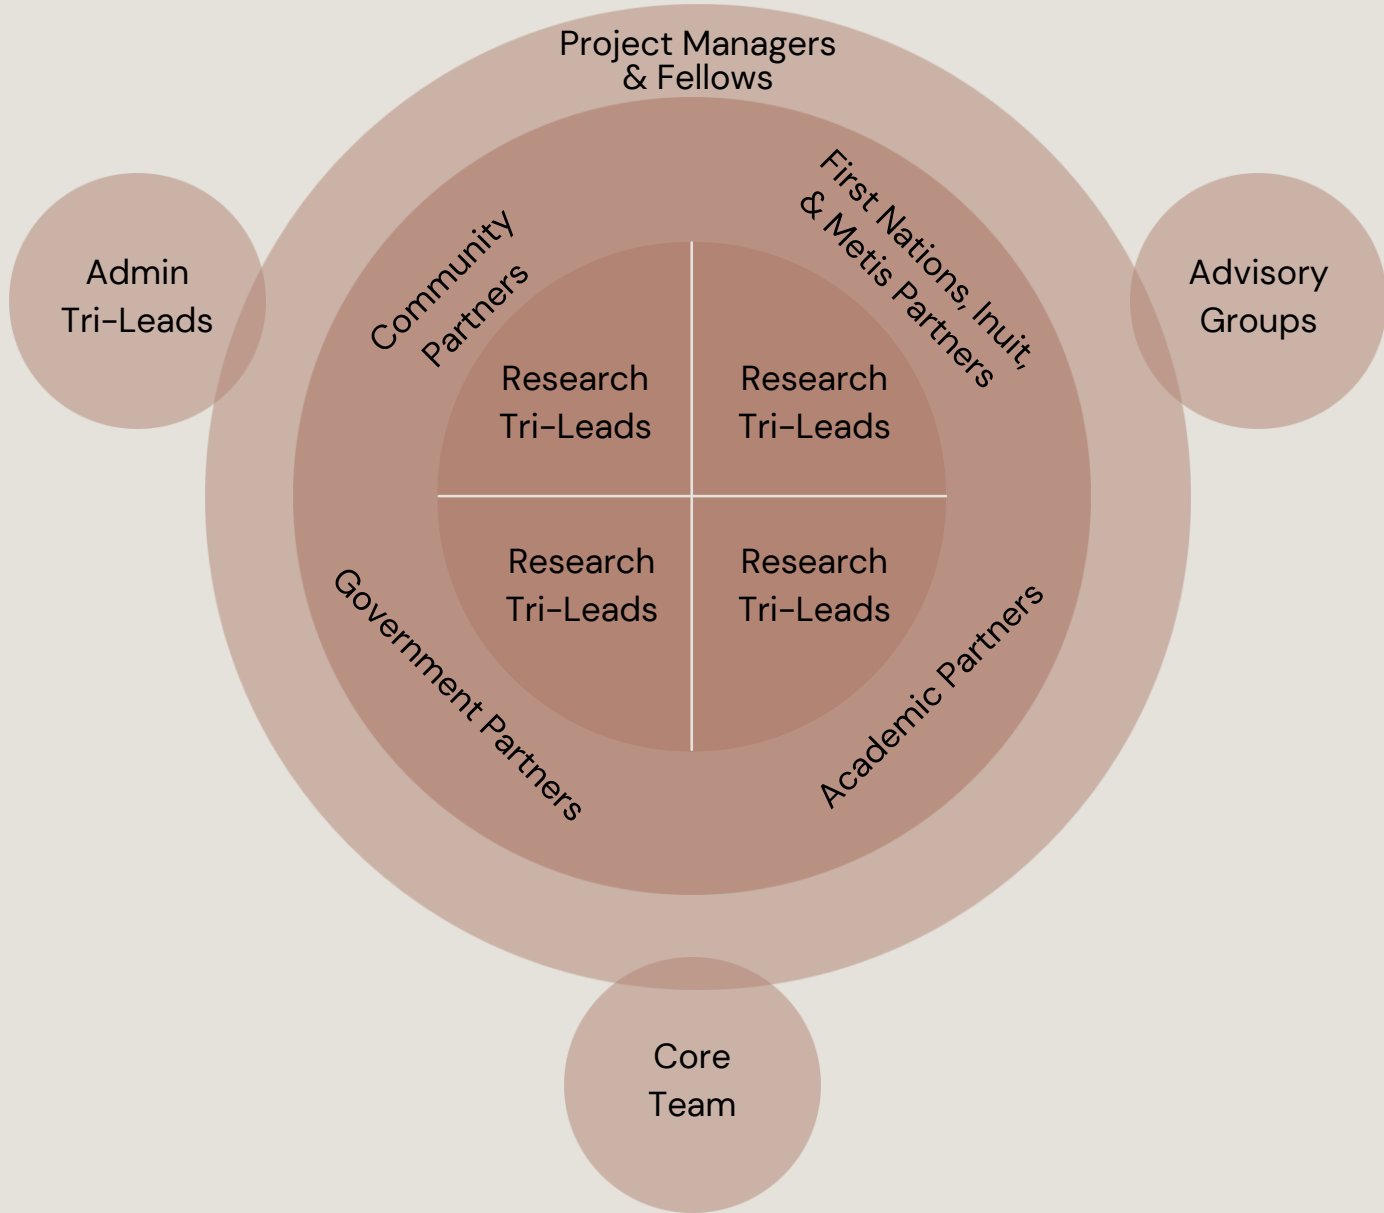 Project Managers
& Fellows
Admin
Tri-Leads
Community
Partners
First Nations, Inuit,
& Metis Partners
Advisory
Groups
Research
Tri-Leads
Research
Tri-Leads
Research
Tri-Leads
Research
Tri-Leads
Government Partners
Academic Partners
Core
Team